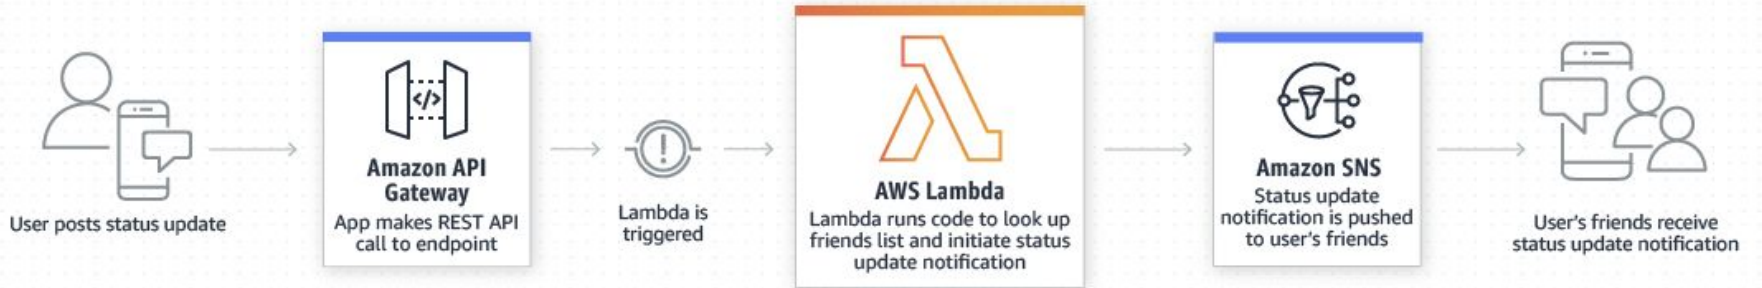 User posts status update
Amazon API
Gateway
App makes REST API
call to endpoint
Lambda is
triggered
AWS Lambda
Lambda runs code to look up
friends list and initiate status
update notification
Amazon SNS
Status update
notification is pushed
to user's friends
User's friends receive
status update notification